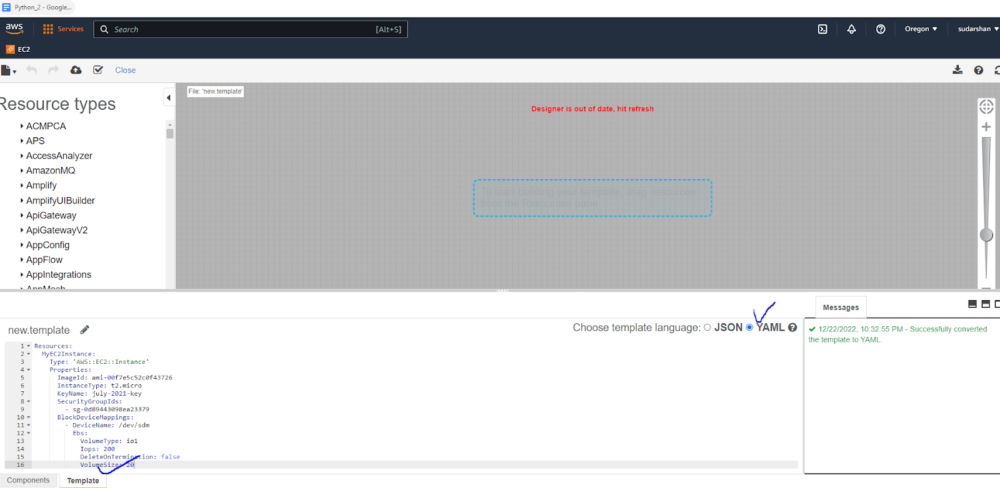 Python_2 - Google...
aws Services Search [Alt+S] Oregon ▼ sudarshan ▼
EC2
Close
File: 'new.template'
Designer is out of date, hit refresh
Resource types
ACMPCA
APS
AccessAnalyzer
AmazonMQ
Amplify
AmplifyUIBuilder
ApiGateway
ApiGatewayV2
AppConfig
AppFlow
AppIntegrations
AppMesh
To start building your template, drag resources
from the Resources pane.
new.template
Choose template language: JSON YAML
1 Resources:
2 MyEC2Instance:
3 Type: 'AWS::EC2::Instance'
4 Properties:
5 ImageId: ami-00f7e5c52c0f43726
6 InstanceType: t2.micro
7 KeyName: july-2021-key
8 SecurityGroupIds:
9 - sg-0d89443098ea23379
10 BlockDeviceMappings:
11 - DeviceName: /dev/sdm
12 Ebs:
13 VolumeType: io1
14 Iops: 200
15 DeleteOnTermination: false
16 VolumeSize: 20
Components Template
Messages
12/22/2022, 10:32:55 PM - Successfully converted
the template to YAML.